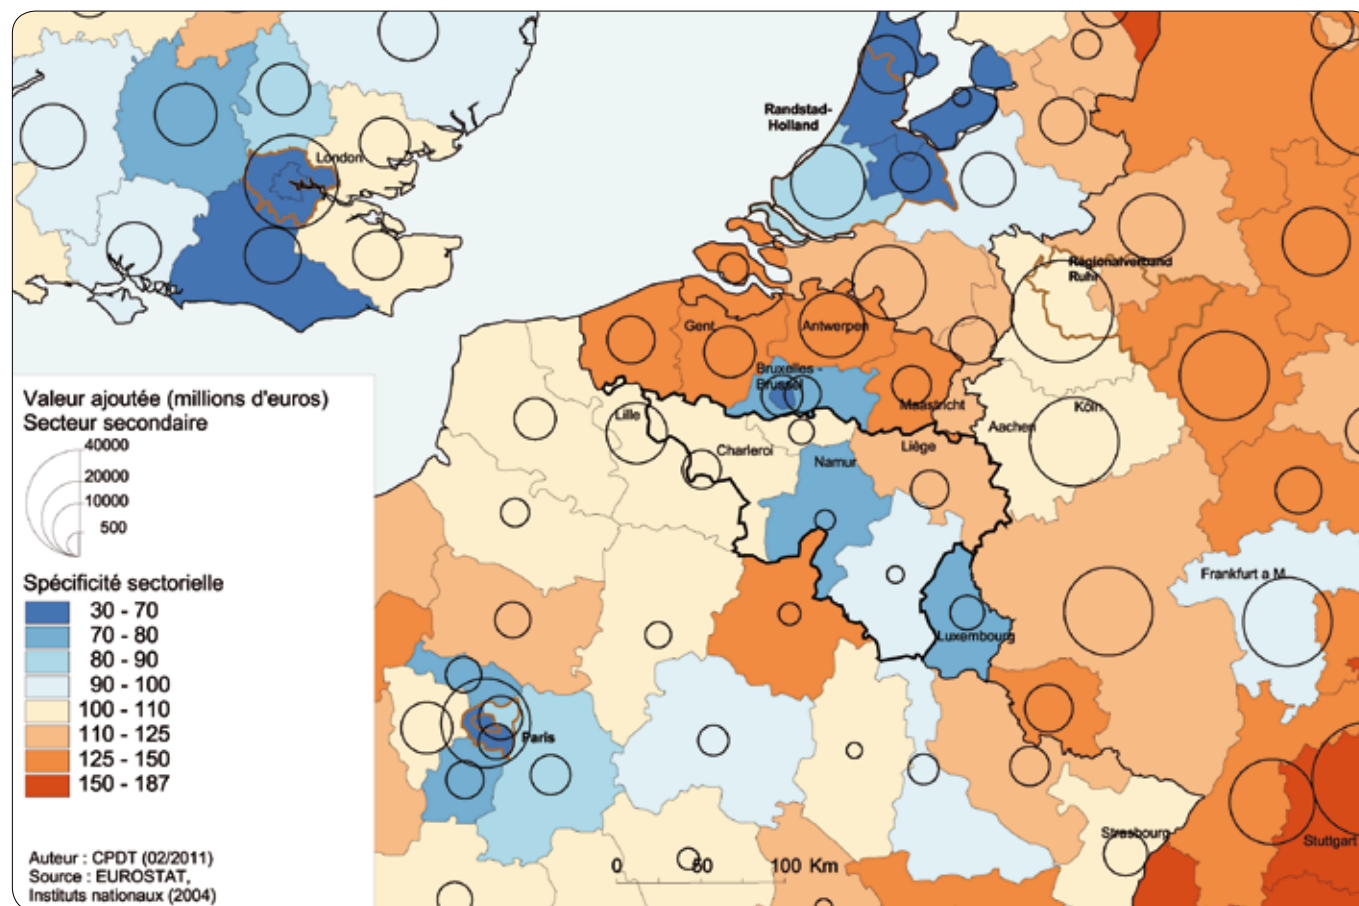 Randstad-
Holland
London
Régionalverband
Ruhr
Gent
Antwerpen
Bruxelles -
Brussel
Maastricht
Köln
Lille
Aachen
Charleroi
Liège
Namur
Frankfurt a M.
Luxembourg
Paris
Strasbourg
Stuttgart
0 50 100 Km
Valeur ajoutée (millions d'euros)
Secteur secondaire
40000
20000
10000
500
Spécificité sectorielle
30 - 70
70 - 80
80 - 90
90 - 100
100 - 110
110 - 125
125 - 150
150 - 187
Auteur : CPDT (02/2011)
Source : EUROSTAT,
Instituts nationaux (2004)